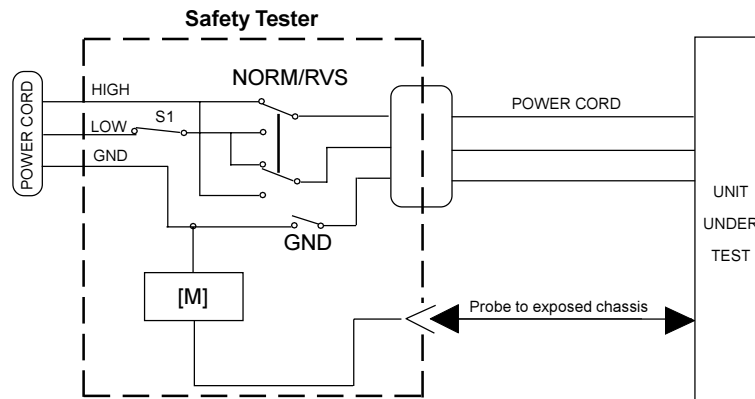 Safety Tester
POWER CORD
HIGH
LOW
GND
S1
NORM/RVS
GND
[M]
POWER CORD
Probe to exposed chassis
UNIT
UNDER
TEST